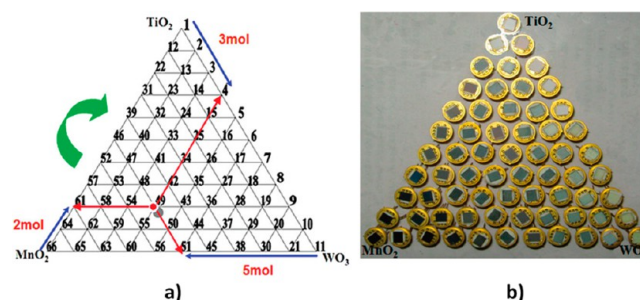 TiO₂ 1
3mol
12 2
22 13 3
31 23 14 4
39 32 24 15 5
46 40 33 25 16 6
52 47 41 34 26 17 7
57 53 48 42 35 27 18 8
2mol 61 58 54 49 43 36 28 19 9
64 62 59 55 50 44 37 29 20 10
66 65 63 60 56 51 45 38 30 21 11
MnO₂ WO₃
5mol
a)
TiO₂
MnO₂ WO
b)